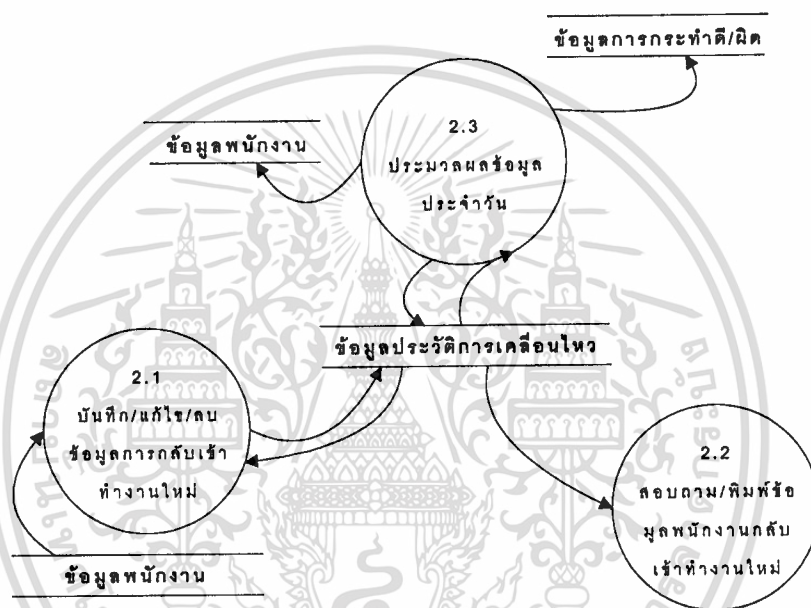 ข้อมูลการกระทำดี/ผิด
2.3
ประมวลผลข้อมูล
ประจำวัน
ข้อมูลพนักงาน
ข้อมูลประวัติการเคลื่อนไหว
2.1
บันทึก/แก้ไข/ลบ
ข้อมูลการกลับเข้า
ทำงานใหม่
2.2
สอบถาม/พิมพ์ข้อ
มูลพนักงานกลับ
เข้าทำงานใหม่
ข้อมูลพนักงาน